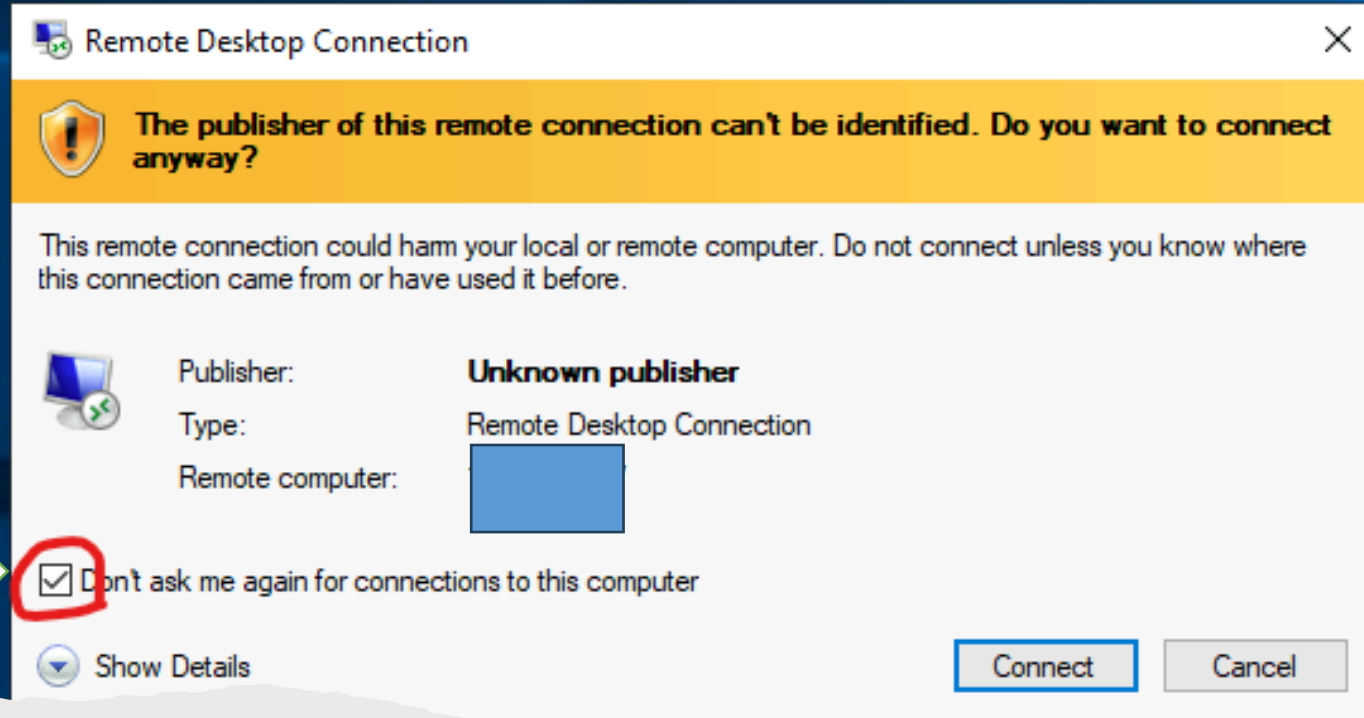 Remote Desktop Connection
The publisher of this remote connection can't be identified. Do you want to connect
anyway?
This remote connection could harm your local or remote computer. Do not connect unless you know where
this connection came from or have used it before.
Publisher: Unknown publisher
Type: Remote Desktop Connection
Remote computer:
Don't ask me again for connections to this computer
Show Details Connect Cancel